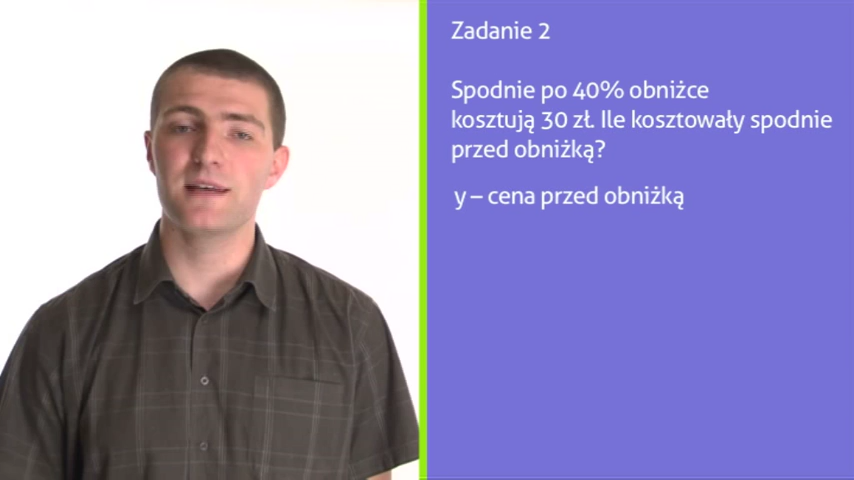 Zadanie 2
Spodnie po 40% obniżce
kosztują 30 zł. Ile kosztowały spodnie
przed obniżką?
y – cena przed obniżką